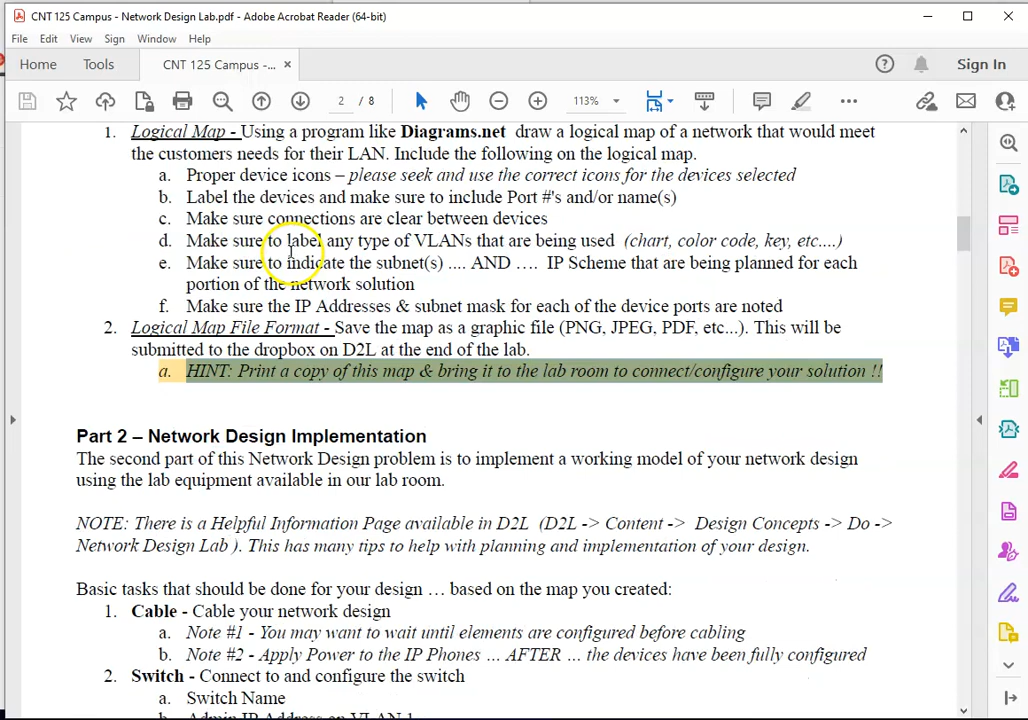 CNT 125 Campus - Network Design Lab.pdf - Adobe Acrobat Reader (64-bit)
File Edit View Sign Window Help
Home Tools CNT 125 Campus -... × Sign In
2 / 8 113%
1. Logical Map - Using a program like Diagrams.net draw a logical map of a network that would meet
the customers needs for their LAN. Include the following on the logical map.
a. Proper device icons – please seek and use the correct icons for the devices selected
b. Label the devices and make sure to include Port #'s and/or name(s)
c. Make sure connections are clear between devices
d. Make sure to label any type of VLANs that are being used (chart, color code, key, etc....)
e. Make sure to indicate the subnet(s) .... AND .... IP Scheme that are being planned for each
portion of the network solution
f. Make sure the IP Addresses & subnet mask for each of the device ports are noted
2. Logical Map File Format - Save the map as a graphic file (PNG, JPEG, PDF, etc...). This will be
submitted to the dropbox on D2L at the end of the lab.
a. HINT: Print a copy of this map & bring it to the lab room to connect/configure your solution !!
Part 2 – Network Design Implementation
The second part of this Network Design problem is to implement a working model of your network design
using the lab equipment available in our lab room.
NOTE: There is a Helpful Information Page available in D2L (D2L -> Content -> Design Concepts -> Do ->
Network Design Lab ). This has many tips to help with planning and implementation of your design.
Basic tasks that should be done for your design … based on the map you created:
1. Cable - Cable your network design
a. Note #1 - You may want to wait until elements are configured before cabling
b. Note #2 - Apply Power to the IP Phones … AFTER … the devices have been fully configured
2. Switch - Connect to and configure the switch
a. Switch Name
b. Admin IP Address on VLAN 1